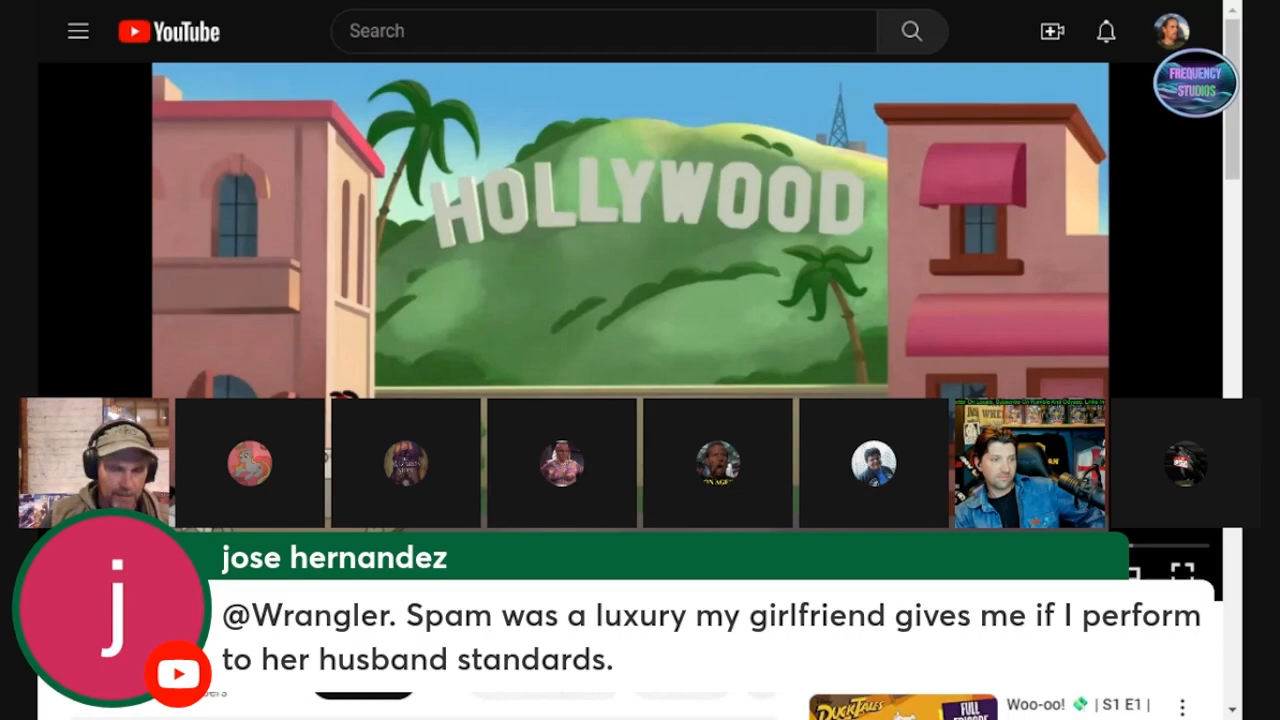 YouTube
Search
FREQUENCY
STUDIOS
HOLLYWOOD
jose hernandez
j
@Wrangler. Spam was a luxury my girlfriend gives me if I perform
to her husband standards.
DUCKTALES
FULL
Woo-oo! 💸 | S1 E1 |